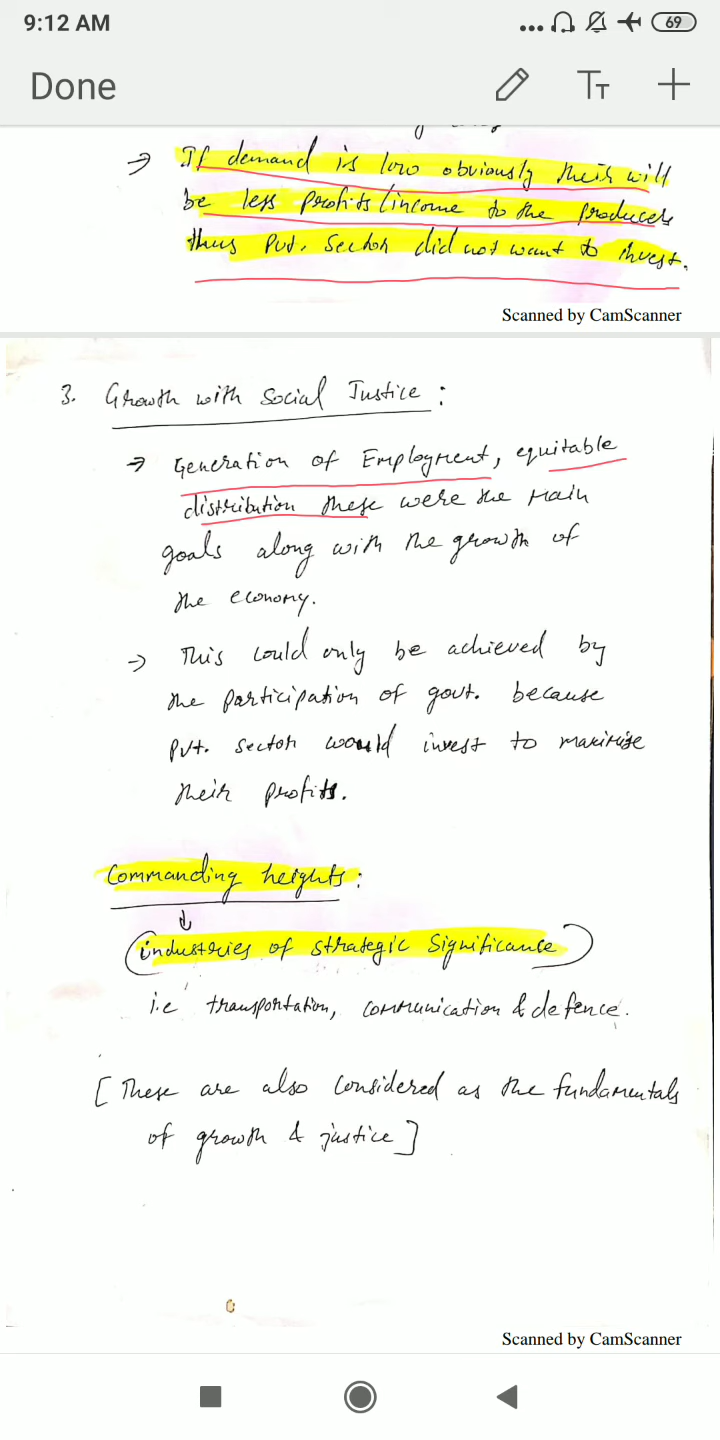 9:12 AM
69
Done
TT
→ If demand is low obviously their will
be less profits/income to the producers
thus Pvt. Sector did not want to invest.
Scanned by CamScanner
3. Growth with Social Justice :
→ Generation of Employment, equitable
distribution these were the main
goals along with the growth of
the economy.
→ This could only be achieved by
the participation of govt. because
Pvt. sector would invest to maximise
their profits.
Commanding heights:
↓
(industries of strategic significance)
i.e transportation, communication & defence.
[These are also considered as the fundamentals
of growth & justice]
Scanned by CamScanner